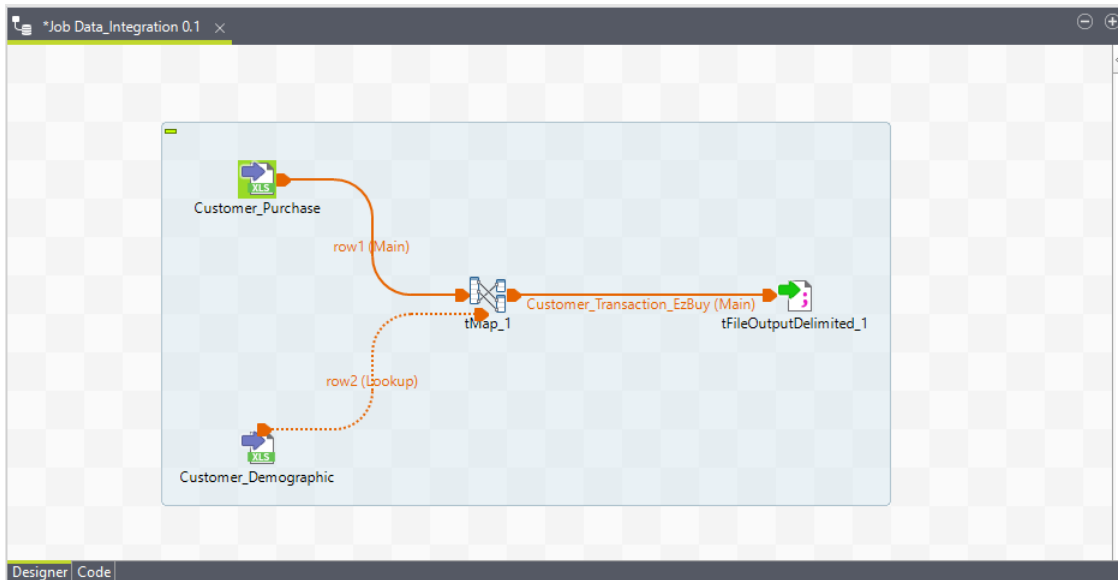 *Job Data_Integration 0.1
XLS
Customer_Purchase
row1 (Main)
Customer_Transaction_EzBuy (Main)
tMap_1
tFileOutputDelimited_1
row2 (Lookup)
XLS
Customer_Demographic
Designer Code